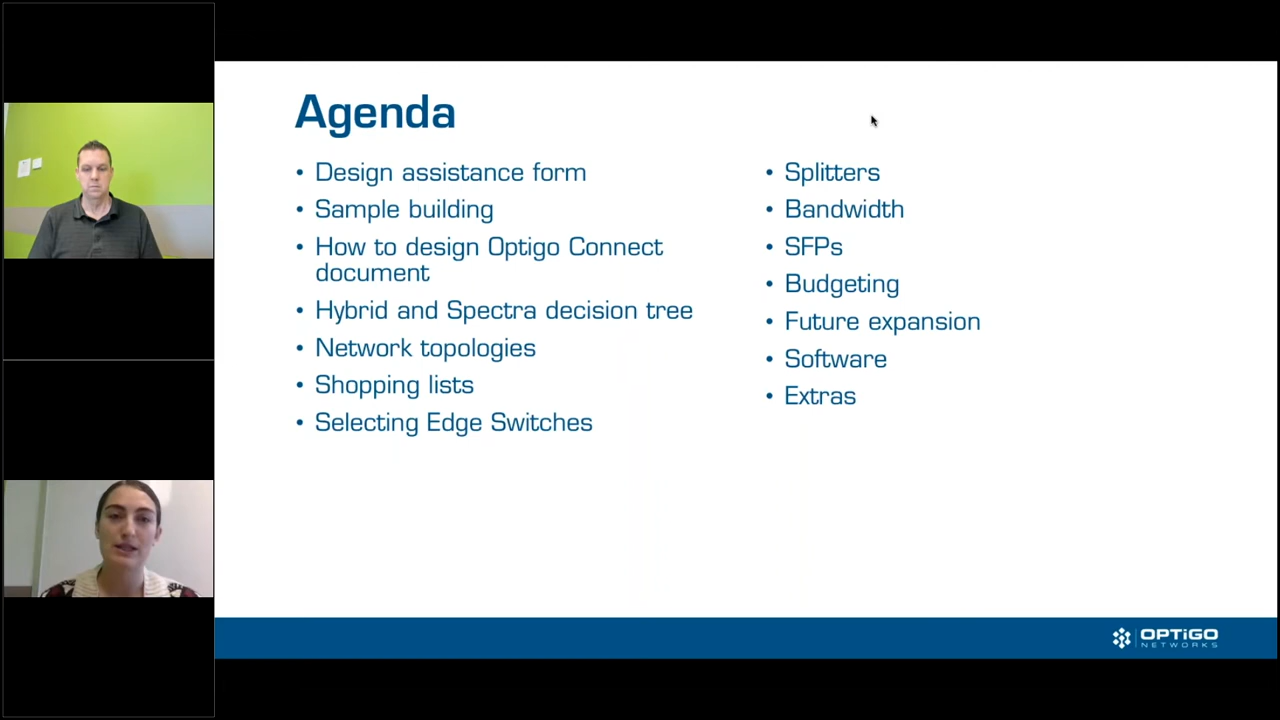 Agenda
• Design assistance form
• Sample building
• How to design Optigo Connect
document
• Hybrid and Spectra decision tree
• Network topologies
• Shopping lists
• Selecting Edge Switches
• Splitters
• Bandwidth
• SFPs
• Budgeting
• Future expansion
• Software
• Extras
OPTiGO
NETWORKS